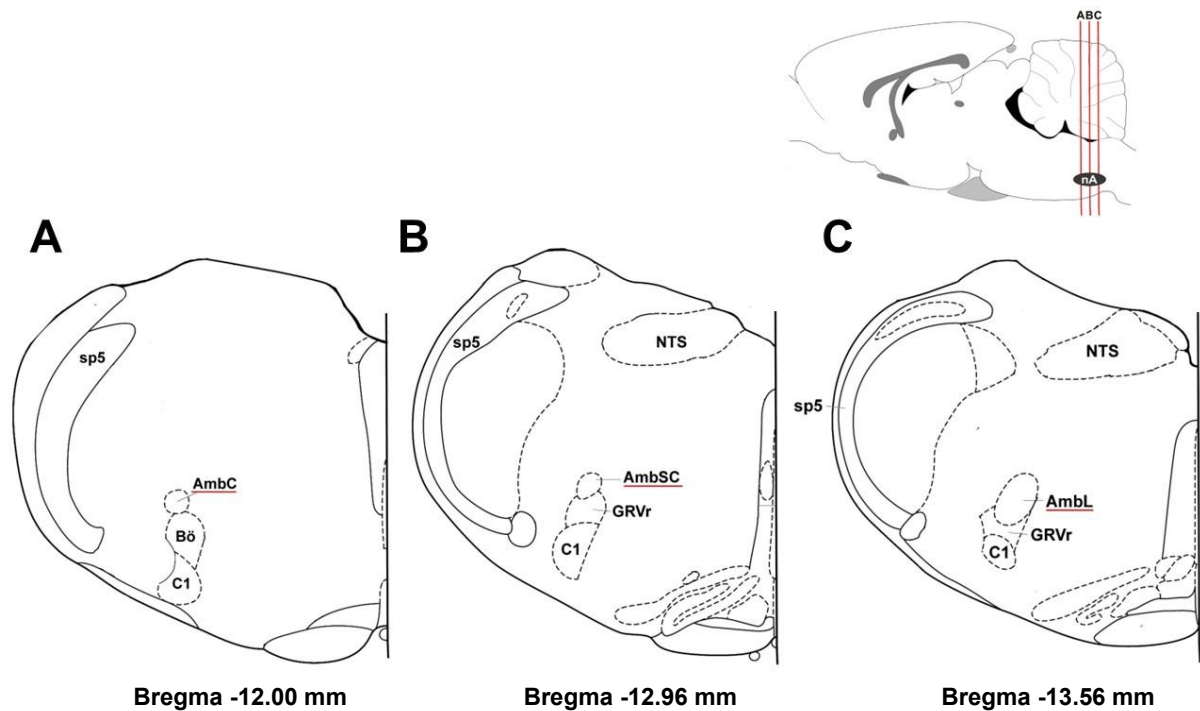 ABC
nA
A
B
C
sp5
AmbC
Bö
C1
Bregma -12.00 mm
sp5
NTS
AmbSC
GRVr
C1
Bregma -12.96 mm
NTS
sp5
AmbL
GRVr
C1
Bregma -13.56 mm